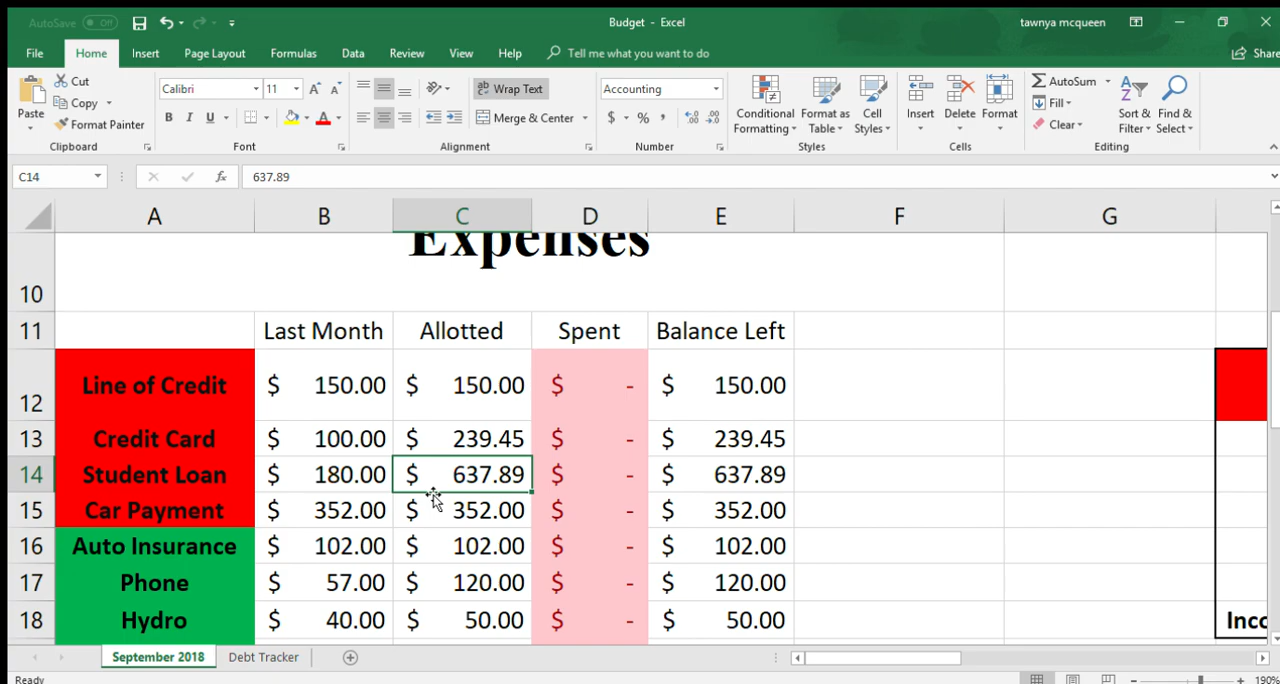 AutoSave Off Budget - Excel tawnya mcqueen
File Home Insert Page Layout Formulas Data Review View Help Tell me what you want to do Share
Cut Calibri 11 Wrap Text Accounting AutoSum
Copy Fill
Paste Format Painter B I U Merge & Center $ % , Conditional Formatting Format as Table Cell Styles Insert Delete Format Clear Sort & Filter Find & Select
Clipboard Font Alignment Number Styles Cells Editing
C14 fx 637.89
A B C D E F G
Expenses
10
11 Last Month Allotted Spent Balance Left
12 Line of Credit $ 150.00 $ 150.00 $ - $ 150.00
13 Credit Card $ 100.00 $ 239.45 $ - $ 239.45
14 Student Loan $ 180.00 $ 637.89 $ - $ 637.89
15 Car Payment $ 352.00 $ 352.00 $ - $ 352.00
16 Auto Insurance $ 102.00 $ 102.00 $ - $ 102.00
17 Phone $ 57.00 $ 120.00 $ - $ 120.00
18 Hydro $ 40.00 $ 50.00 $ - $ 50.00
September 2018 Debt Tracker
Ready 190%